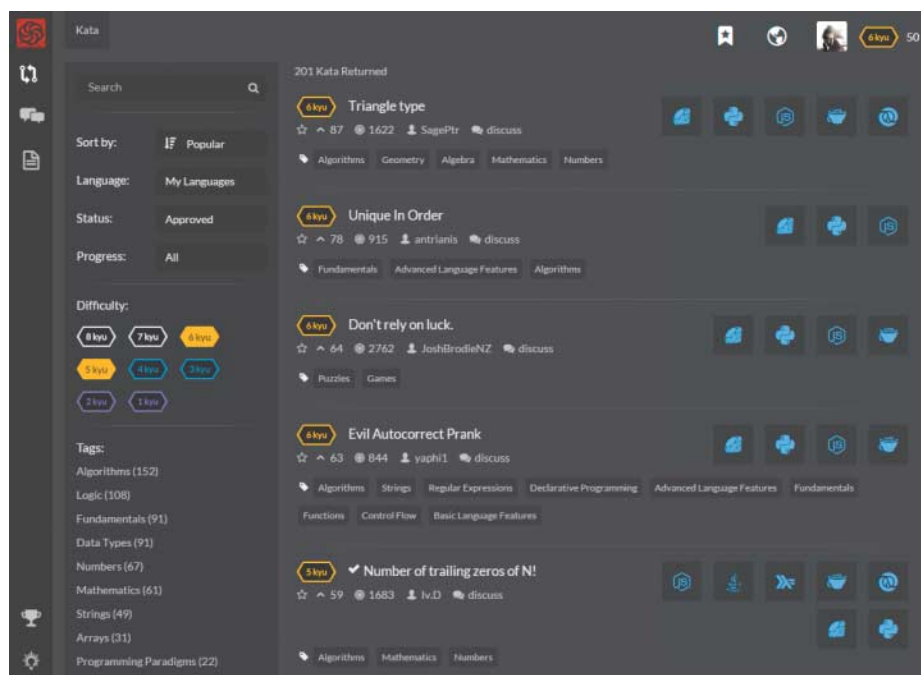 Kata
6 kyu 50
Search
Sort by: Popular
Language: My Languages
Status: Approved
Progress: All
Difficulty:
8 kyu 7 kyu 6 kyu
5 kyu 4 kyu 3 kyu
2 kyu 1 kyu
Tags:
Algorithms (152)
Logic (108)
Fundamentals (91)
Data Types (91)
Numbers (67)
Mathematics (61)
Strings (49)
Arrays (31)
Programming Paradigms (22)
201 Kata Returned
6 kyu Triangle type
87 1622 SagePtr discuss
Algorithms Geometry Algebra Mathematics Numbers
6 kyu Unique In Order
78 915 antrianis discuss
Fundamentals Advanced Language Features Algorithms
6 kyu Don't rely on luck.
64 2762 JoshBrodieNZ discuss
Puzzles Games
6 kyu Evil Autocorrect Prank
63 844 yaphi1 discuss
Algorithms Strings Regular Expressions Declarative Programming Advanced Language Features Fundamentals
Functions Control Flow Basic Language Features
5 kyu Number of trailing zeros of N!
59 1683 Iv.D discuss
Algorithms Mathematics Numbers